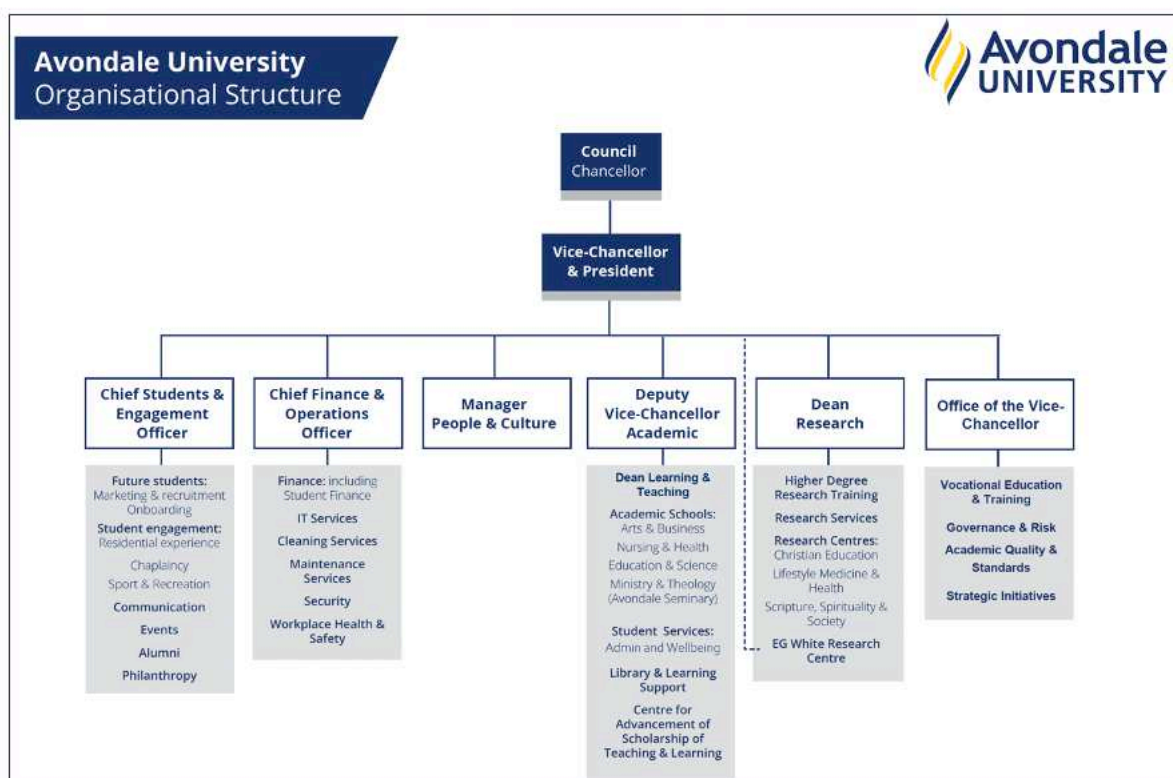 Avondale University
Organisational Structure
Avondale
UNIVERSITY
Council
Chancellor
Vice-Chancellor
& President
Chief Students &
Engagement
Officer
Future students:
Marketing & recruitment
Onboarding
Student engagement:
Residential experience
Chaplaincy
Sport & Recreation
Communication
Events
Alumni
Philanthropy
Chief Finance &
Operations
Officer
Finance: including
Student Finance
IT Services
Cleaning Services
Maintenance
Services
Security
Workplace Health &
Safety
Manager
People & Culture
Deputy
Vice-Chancellor
Academic
Dean Learning &
Teaching
Academic Schools:
Arts & Business
Nursing & Health
Education & Science
Ministry & Theology
(Avondale Seminary)
Student Services:
Admin and Wellbeing
Library & Learning
Support
Centre for
Advancement of
Scholarship of
Teaching & Learning
Dean
Research
Higher Degree
Research Training
Research Services
Research Centres:
Christian Education
Lifestyle Medicine &
Health
Scripture, Spirituality &
Society
EG White Research
Centre
Office of the Vice-
Chancellor
Vocational Education
& Training
Governance & Risk
Academic Quality &
Standards
Strategic Initiatives